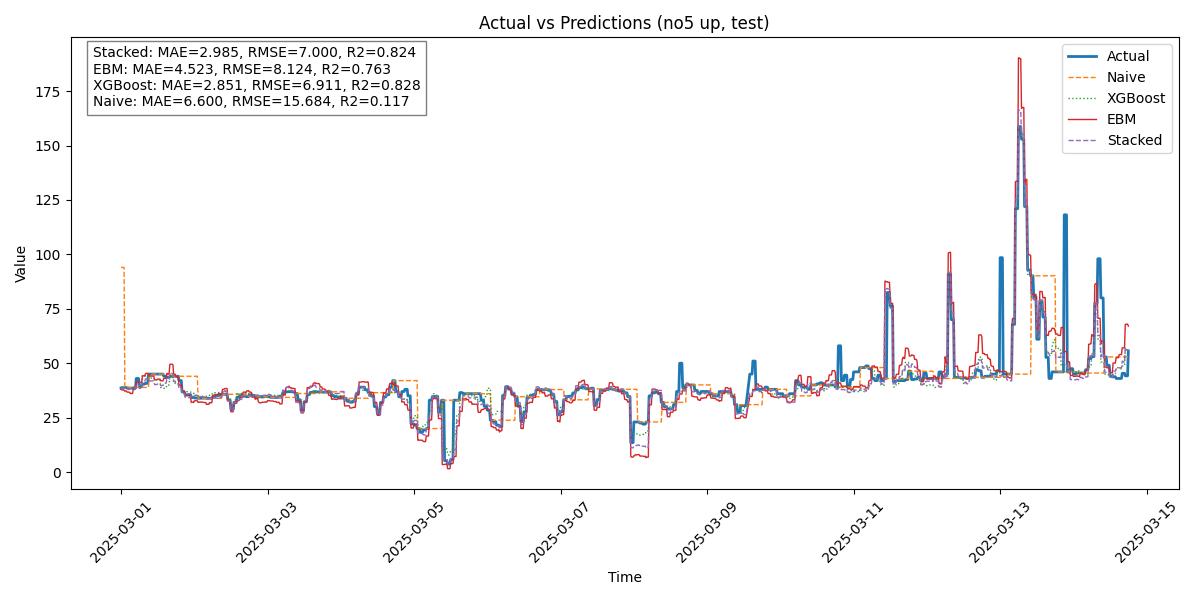 Actual vs Predictions (no5 up, test)
Stacked: MAE=2.985, RMSE=7.000, R2=0.824
EBM: MAE=4.523, RMSE=8.124, R2=0.763
XGBoost: MAE=2.851, RMSE=6.911, R2=0.828
Naive: MAE=6.600, RMSE=15.684, R2=0.117
Actual
Naive
XGBoost
EBM
Stacked
Value
175
150
125
100
75
50
25
0
2025-03-01
2025-03-03
2025-03-05
2025-03-07
2025-03-09
2025-03-11
2025-03-13
2025-03-15
Time